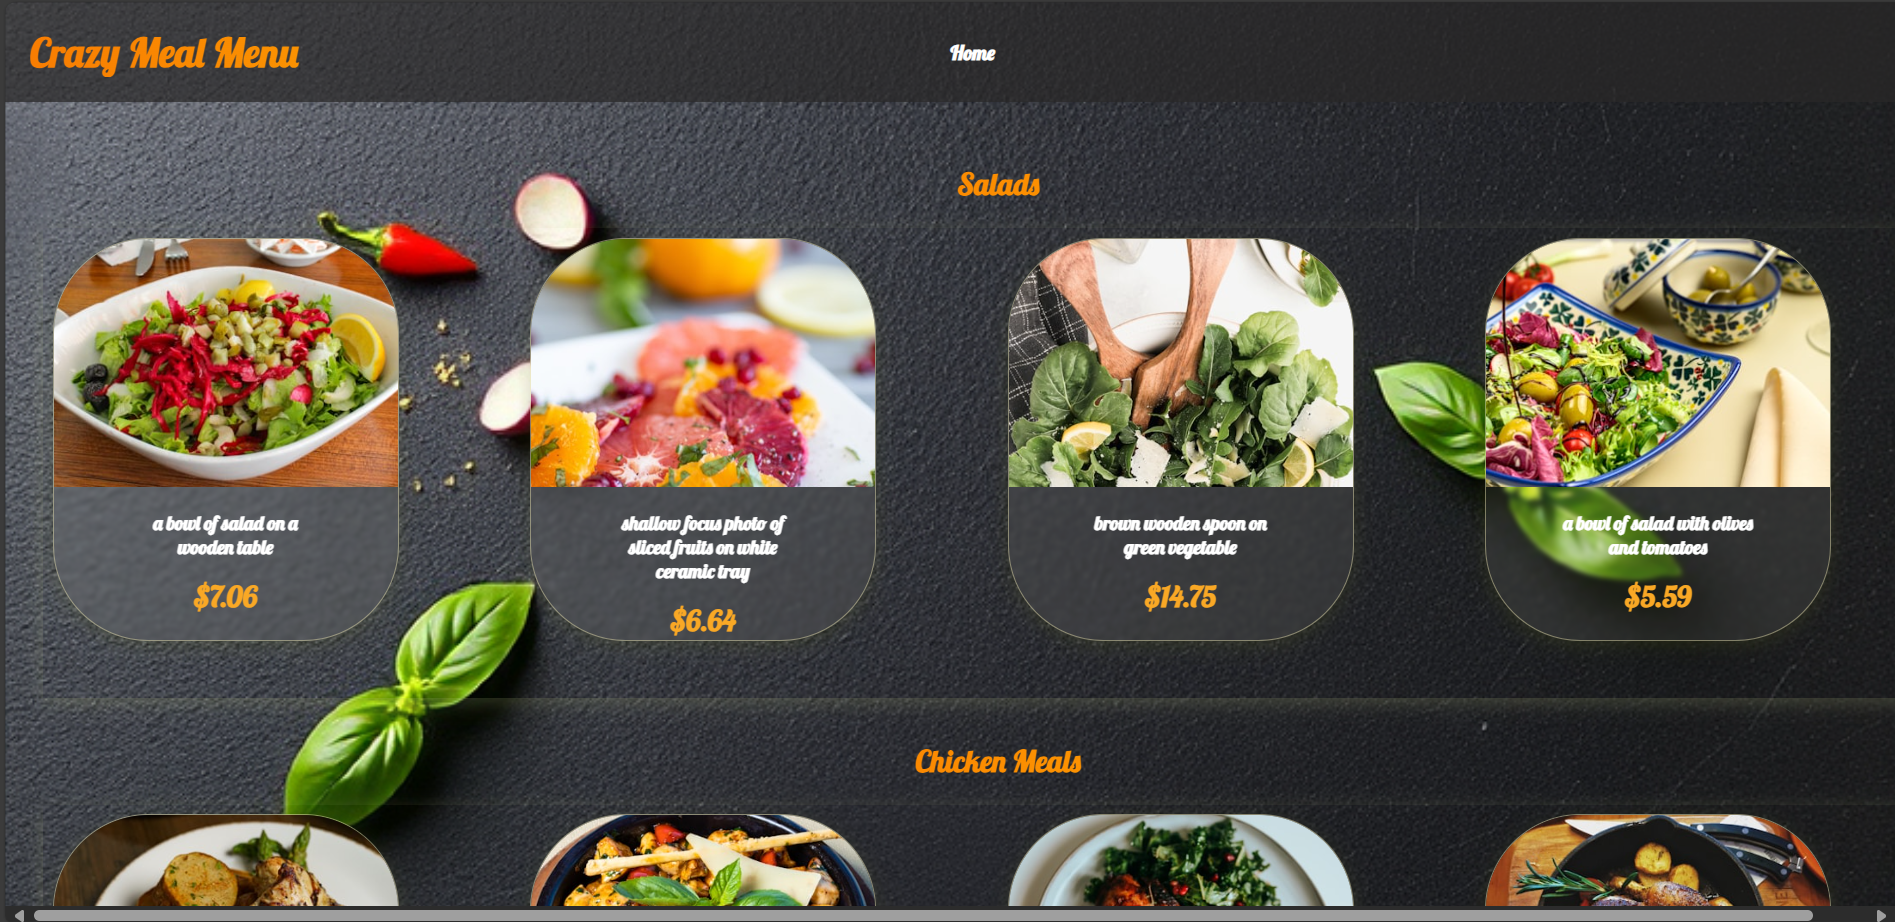 Crazy Meal Menu
Home
Salads
a bowl of salad on a
wooden table
$7.06
shallow focus photo of
sliced fruits on white
ceramic tray
$6.64
brown wooden spoon on
green vegetable
$14.75
a bowl of salad with olives
and tomatoes
$5.59
Chicken Meals